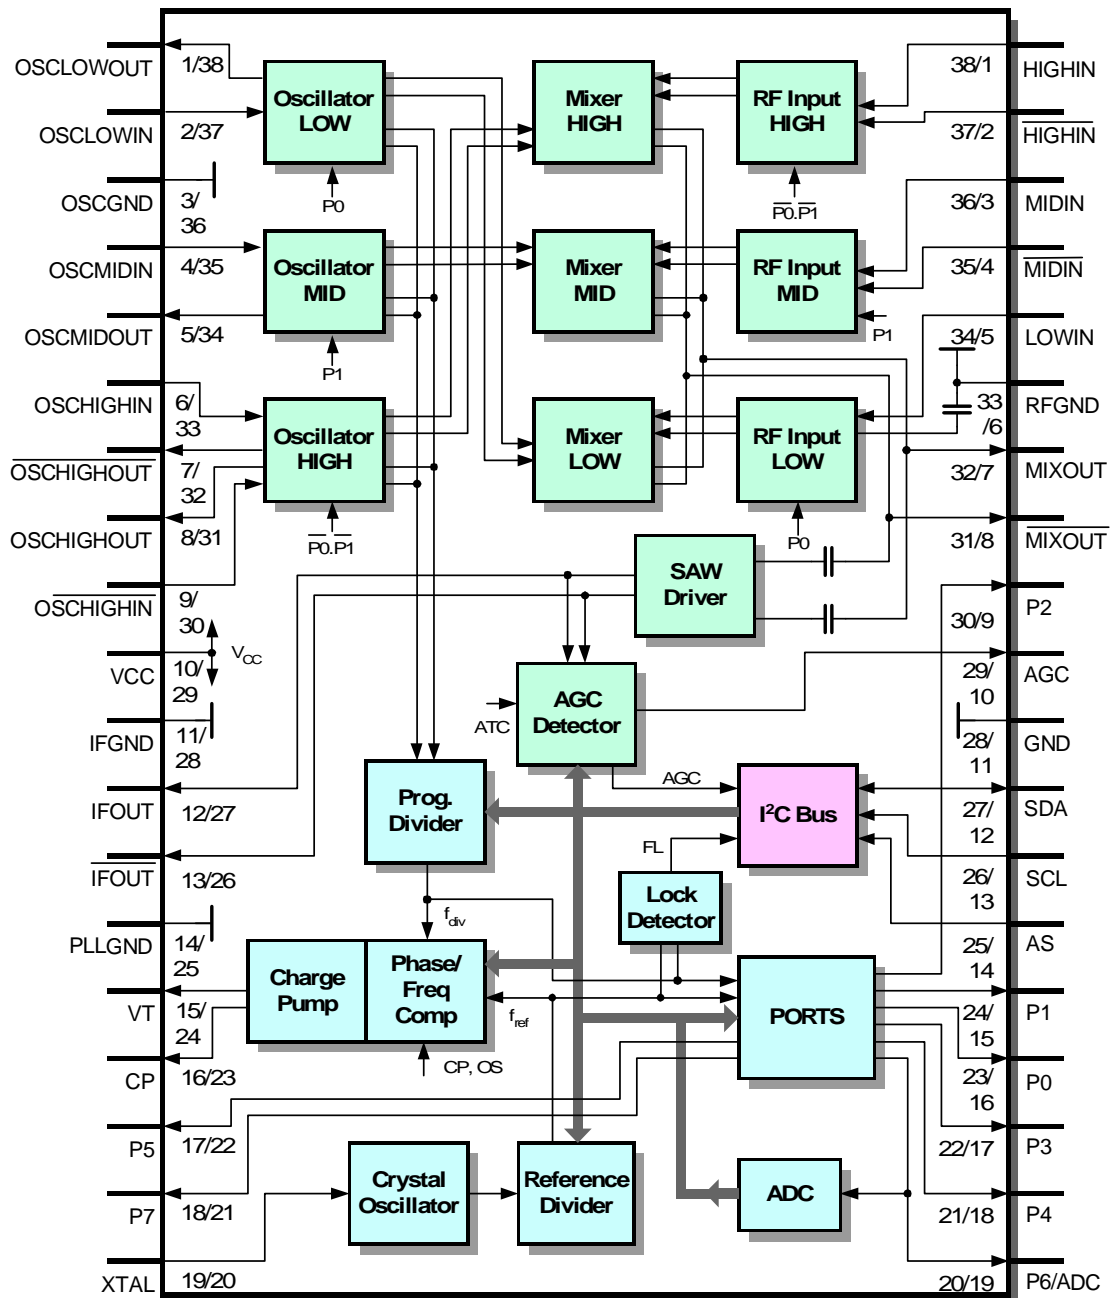 OSCLOWOUT
1/38
OSCLOWIN
2/37
OSCGND
3/
36
OSCMIDIN
4/35
OSCMIDOUT
5/34
OSCHIGHIN
6/
33
OSCHIGHOUT
7/
32
OSCHIGHOUT
8/31
OSCHIGHIN
9/
30
VCC
10/
29
VCC
IFGND
11/
28
IFOUT
12/27
IFOUT
13/26
PLLGND
14/
25
VT
15/
24
CP
16/23
P5
17/22
P7
18/21
XTAL
19/20
Oscillator
LOW
P0
Oscillator
MID
P1
Oscillator
HIGH
P0.P1
Mixer
HIGH
Mixer
MID
Mixer
LOW
RF Input
HIGH
P0.P1
RF Input
MID
P1
RF Input
LOW
P0
SAW
Driver
AGC
Detector
ATC
AGC
Prog.
Divider
I²C Bus
FL
Lock
Detector
fdiv
Charge
Pump
Phase/
Freq
Comp
fref
CP, OS
PORTS
Crystal
Oscillator
Reference
Divider
ADC
38/1
HIGHIN
37/2
HIGHIN
36/3
MIDIN
35/4
MIDIN
34/5
LOWIN
33
/6
RFGND
32/7
MIXOUT
31/8
MIXOUT
30/9
P2
29/
10
AGC
28/
11
GND
27/
12
SDA
26/
13
SCL
25/
14
AS
24/
15
P1
23/
16
P0
22/17
P3
21/18
P4
20/19
P6/ADC